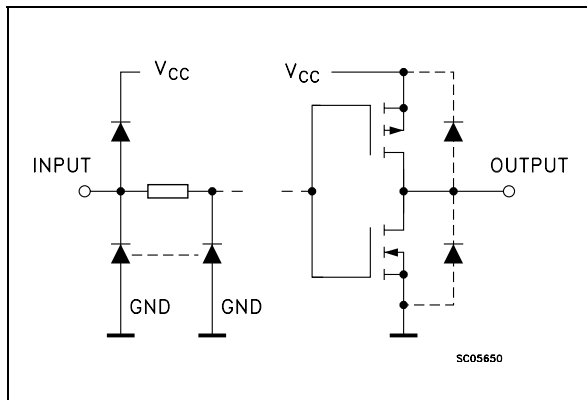 VCC
VCC
INPUT
OUTPUT
GND
GND
SC05650